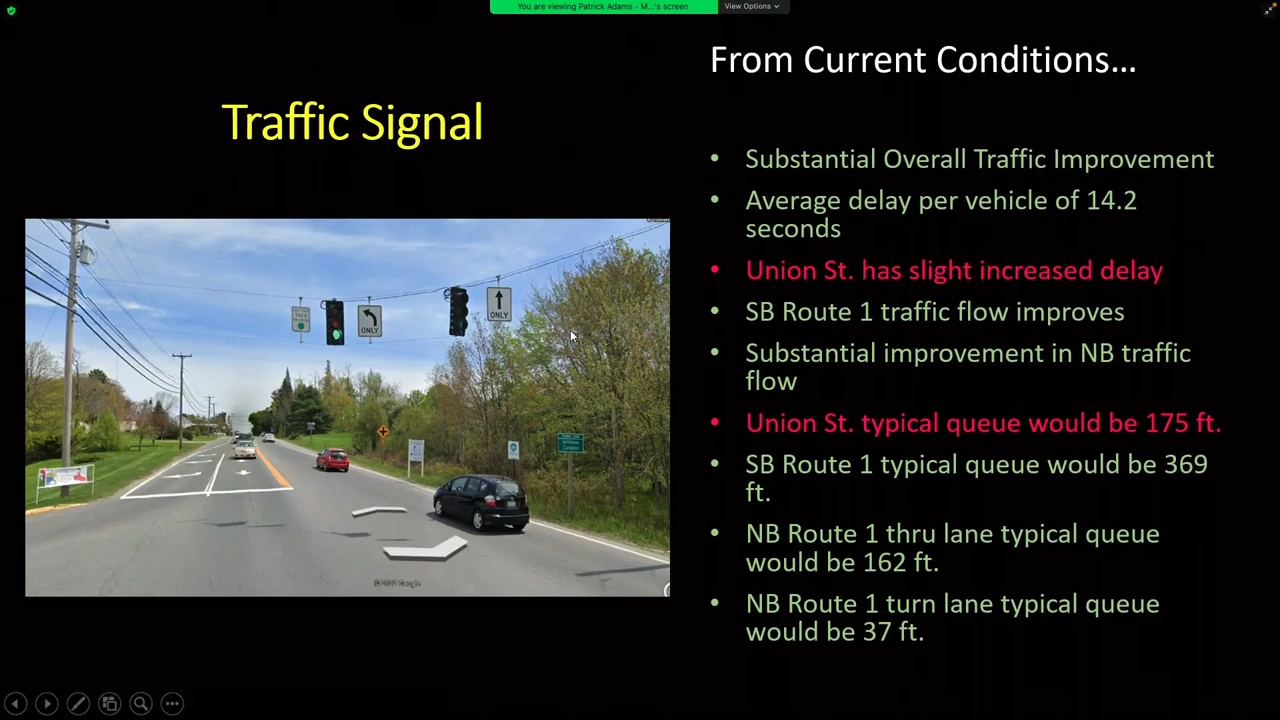 You are viewing Patrick Adams - M...'s screen
View Options
From Current Conditions...
Traffic Signal
• Substantial Overall Traffic Improvement
• Average delay per vehicle of 14.2
seconds
• Union St. has slight increased delay
• SB Route 1 traffic flow improves
• Substantial improvement in NB traffic
flow
• Union St. typical queue would be 175 ft.
• SB Route 1 typical queue would be 369
ft.
• NB Route 1 thru lane typical queue
would be 162 ft.
• NB Route 1 turn lane typical queue
would be 37 ft.
ONLY
ONLY
© 2022 Google